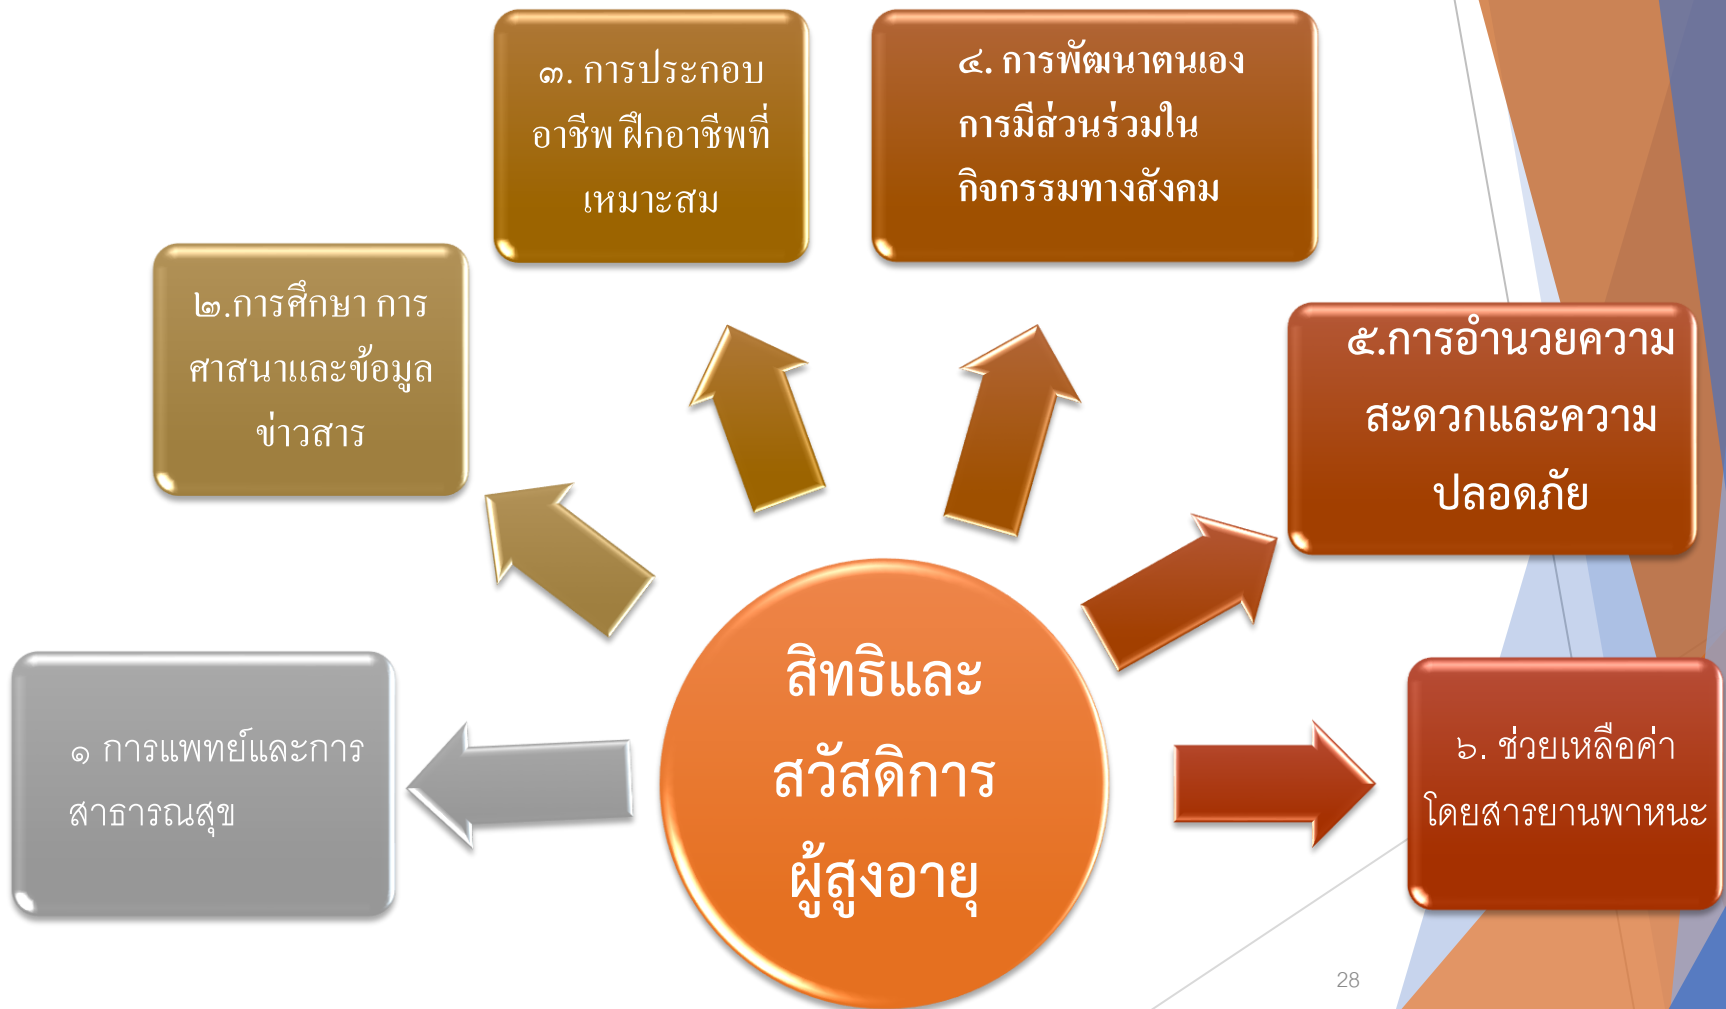 ๓. การประกอบ
อาชีพ ฝึกอาชีพที่
เหมาะสม
๔. การพัฒนาตนเอง
การมีส่วนร่วมใน
กิจกรรมทางสังคม
๒.การศึกษา การ
ศาสนาและข้อมูล
ข่าวสาร
๕.การอำนวยความ
สะดวกและความ
ปลอดภัย
๑ การแพทย์และการ
สาธารณสุข
สิทธิและ
สวัสดิการ
ผู้สูงอายุ
๖. ช่วยเหลือค่า
โดยสารยานพาหนะ
28